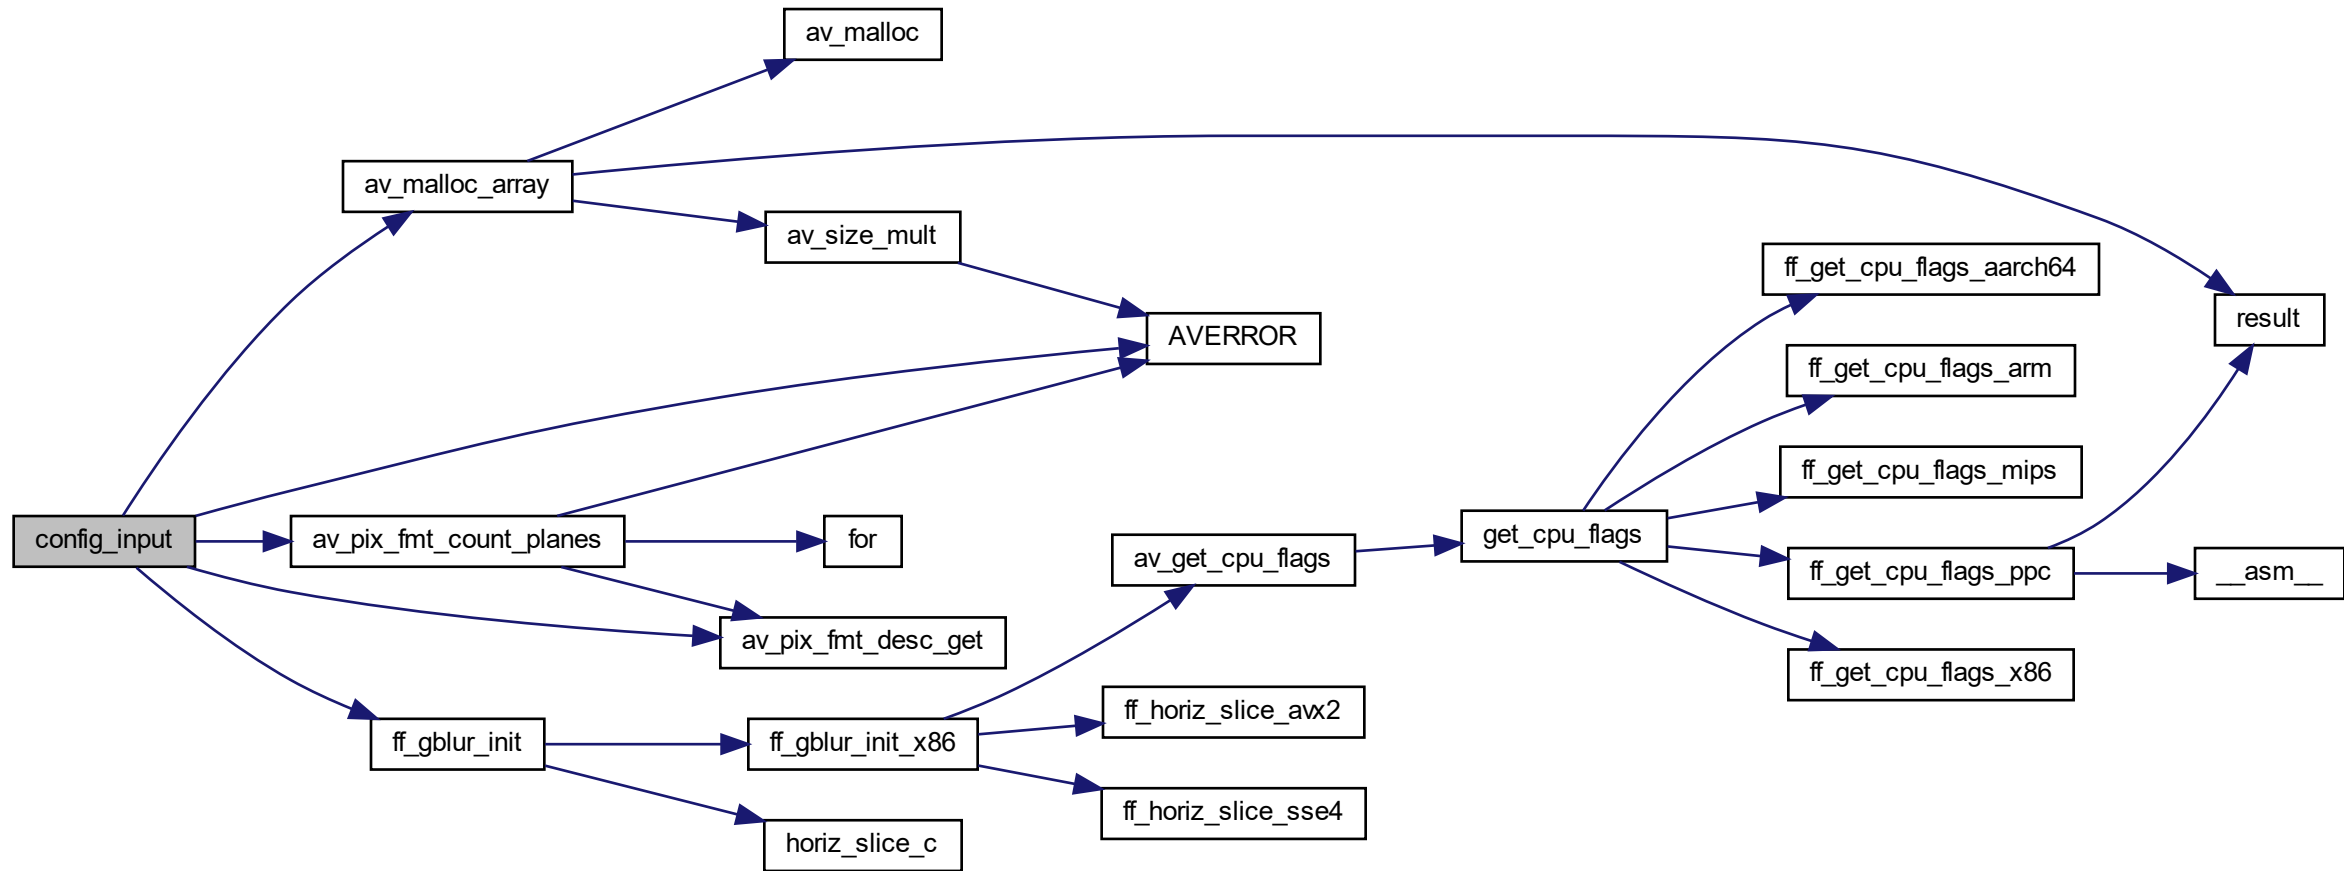 av_malloc
av_malloc_array
av_size_mult
ff_get_cpu_flags_aarch64
result
AVERROR
ff_get_cpu_flags_arm
ff_get_cpu_flags_mips
config_input
av_pix_fmt_count_planes
for
get_cpu_flags
av_get_cpu_flags
ff_get_cpu_flags_ppc
__asm__
av_pix_fmt_desc_get
ff_get_cpu_flags_x86
ff_horiz_slice_avx2
ff_gblur_init
ff_gblur_init_x86
ff_horiz_slice_sse4
horiz_slice_c